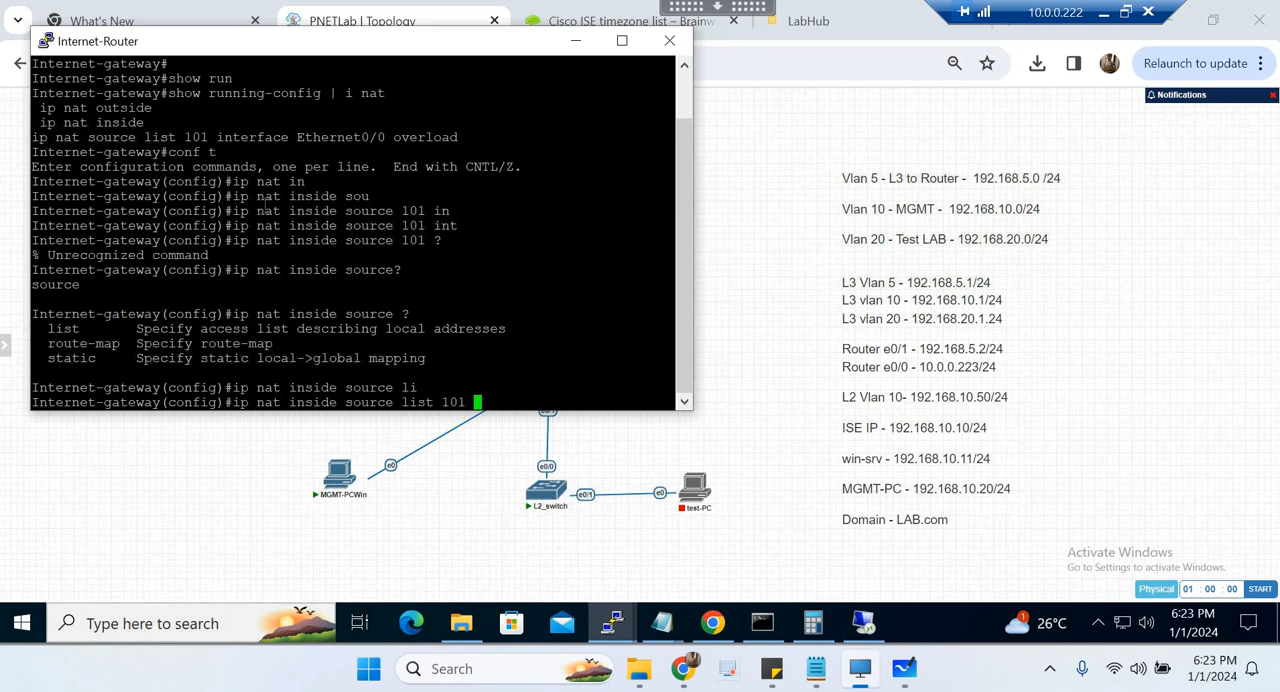 What's New
PNETLab | Topology
Cisco ISE timezone list – Brainw
LabHub
10.0.0.222
Internet-Router
Relaunch to update
Notifications
Internet-gateway#
Internet-gateway#show run
Internet-gateway#show running-config | i nat
ip nat outside
ip nat inside
ip nat source list 101 interface Ethernet0/0 overload
Internet-gateway#conf t
Enter configuration commands, one per line.  End with CNTL/Z.
Internet-gateway(config)#ip nat in
Internet-gateway(config)#ip nat inside sou
Internet-gateway(config)#ip nat inside source 101 in
Internet-gateway(config)#ip nat inside source 101 int
Internet-gateway(config)#ip nat inside source 101 ?
% Unrecognized command
Internet-gateway(config)#ip nat inside source?
source
Internet-gateway(config)#ip nat inside source ?
list       Specify access list describing local addresses
route-map  Specify route-map
static     Specify static local->global mapping
Internet-gateway(config)#ip nat inside source li
Internet-gateway(config)#ip nat inside source list 101
Vlan 5 - L3 to Router -  192.168.5.0 /24
Vlan 10 - MGMT -  192.168.10.0/24
Vlan 20 - Test LAB - 192.168.20.0/24
L3 Vlan 5 - 192.168.5.1/24
L3 vlan 10 - 192.168.10.1/24
L3 vlan 20 - 192.168.20.1.24
Router e0/1 - 192.168.5.2/24
Router e0/0 - 10.0.0.223/24
L2 Vlan 10- 192.168.10.50/24
ISE IP - 192.168.10.10/24
win-srv - 192.168.10.11/24
MGMT-PC - 192.168.10.20/24
Domain - LAB.com
e0
MGMT-PCWin
e0/0
L2_switch
e0/1
e0
test-PC
Activate Windows
Go to Settings to activate Windows.
Physical
01 : 00 : 00
START
Type here to search
26°C
6:23 PM
1/1/2024
Search
6:23 PM
1/1/2024